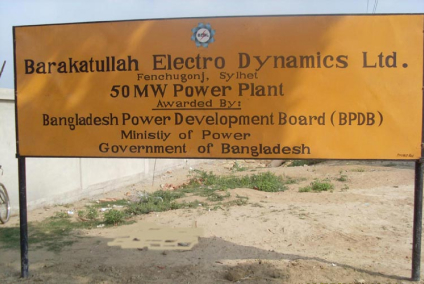 Barakatullah Electro Dynamics Ltd.
Fenchugonj, Sylhet
50 MW Power Plant
Awarded By:
Bangladesh Power Development Board (BPDB)
Ministiy of Power
Government of Bangladesh